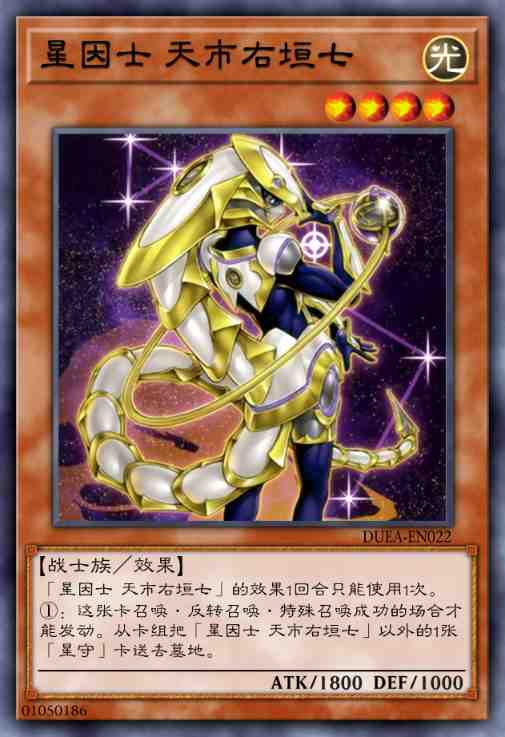 星因士 天市右垣七
光
DUEA-EN022
【战士族／效果】
「星因士 天市右垣七」的效果1回合只能使用1次。
①：这张卡召唤·反转召唤·特殊召唤成功的场合才
能发动。从卡组把「星因士 天市右垣七」以外的1张
「星守」卡送去墓地。
ATK/1800 DEF/1000
01050186